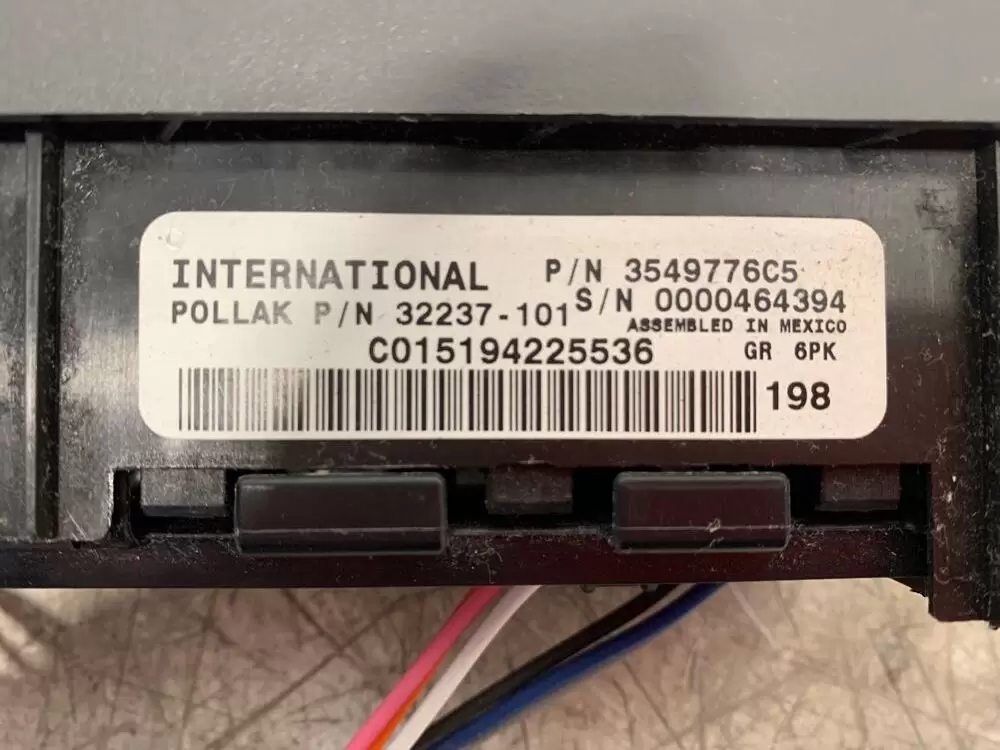 INTERNATIONAL P/N 3549776C5
POLLAK P/N 32237-101 S/N 0000464394
ASSEMBLED IN MEXICO
C015194225536 GR 6PK
198